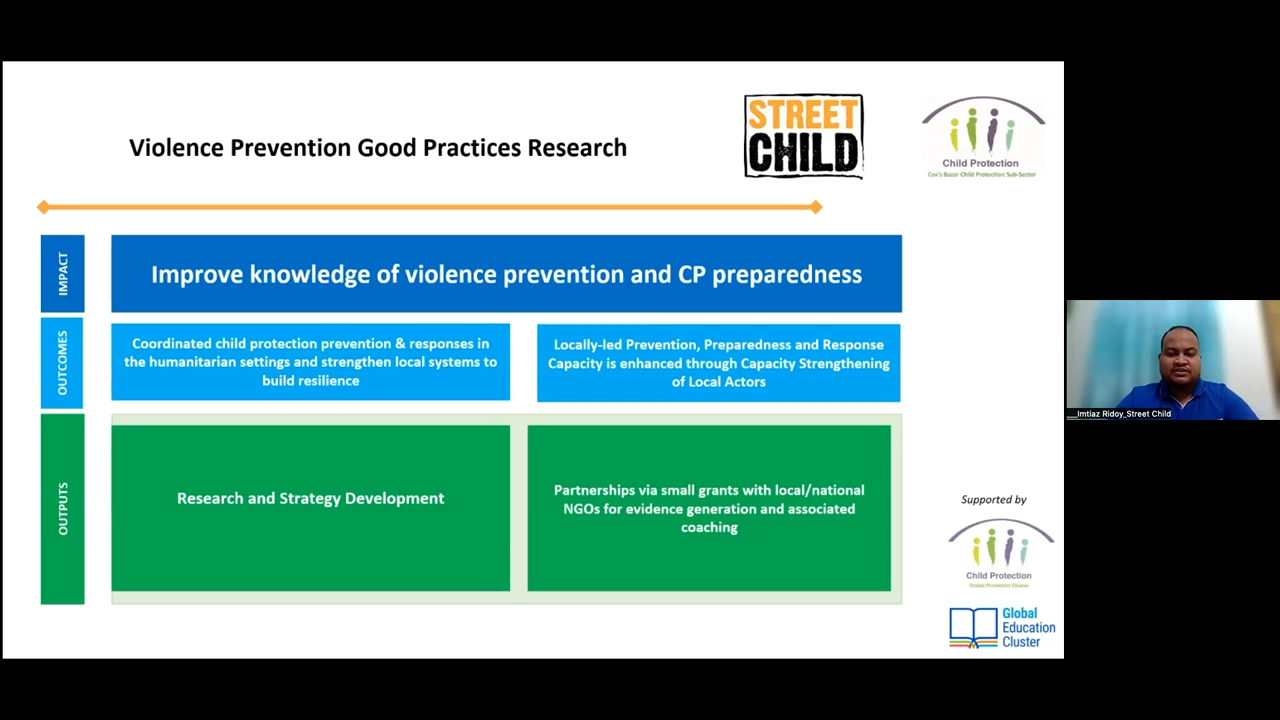 Violence Prevention Good Practices Research
STREET
CHILD
Child Protection
Cox's Bazar Child Protection Sub-Sector
IMPACT
Improve knowledge of violence prevention and CP preparedness
OUTCOMES
Coordinated child protection prevention & responses in
the humanitarian settings and strengthen local systems to
build resilience
Locally-led Prevention, Preparedness and Response
Capacity is enhanced through Capacity Strengthening
of Local Actors
OUTPUTS
Research and Strategy Development
Partnerships via small grants with local/national
NGOs for evidence generation and associated
coaching
Supported by
Child Protection
Global Protection Cluster
Global
Education
Cluster
__Imtiaz Ridoy_Street Child